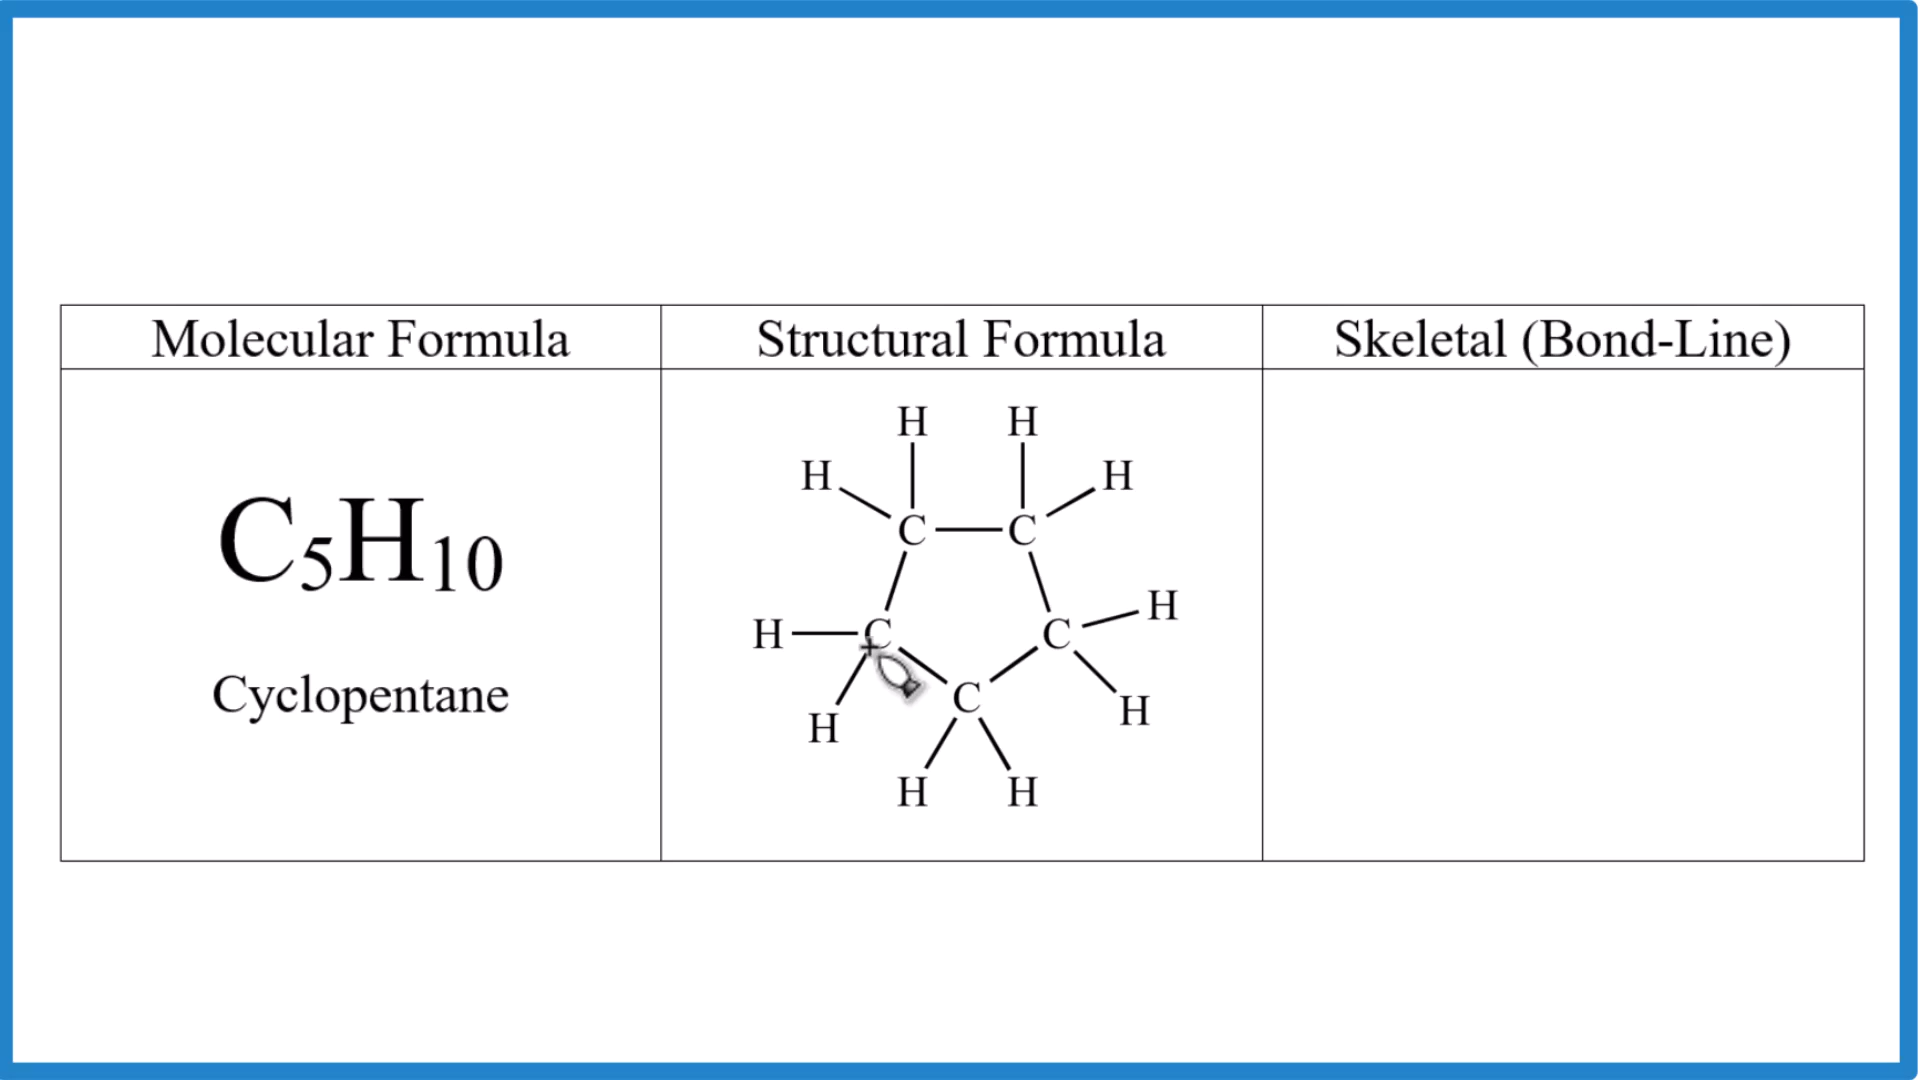 Molecular Formula
Structural Formula
Skeletal (Bond-Line)
C₅H₁₀
Cyclopentane
H H
H H
C C
H
H C C
C
H H
H H